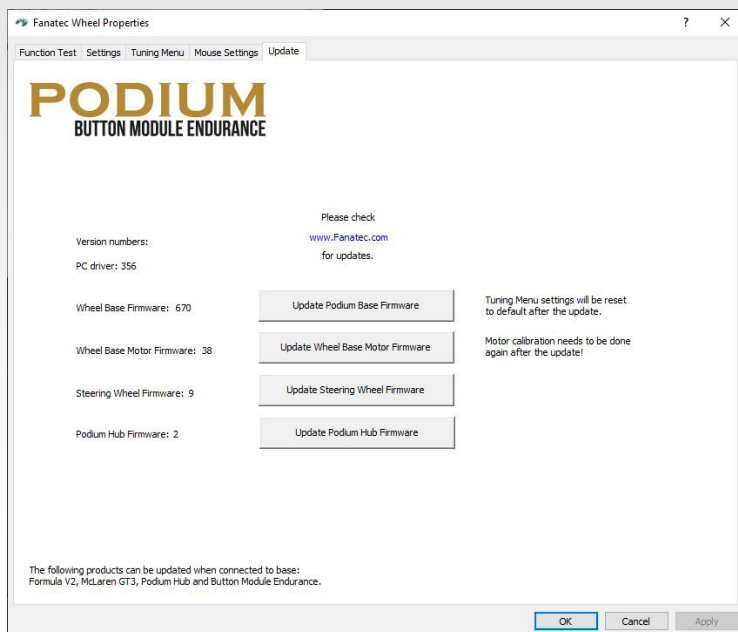 Fanatec Wheel Properties
?
Function Test Settings Tuning Menu Mouse Settings Update
PODIUM
BUTTON MODULE ENDURANCE
Please check
www.Fanatec.com
for updates.
Version numbers:
PC driver: 356
Wheel Base Firmware: 670
Update Podium Base Firmware
Tuning Menu settings will be reset
to default after the update.
Wheel Base Motor Firmware: 38
Update Wheel Base Motor Firmware
Motor calibration needs to be done
again after the update!
Steering Wheel Firmware: 9
Update Steering Wheel Firmware
Podium Hub Firmware: 2
Update Podium Hub Firmware
The following products can be updated when connected to base:
Formula V2, McLaren GT3, Podium Hub and Button Module Endurance.
OK Cancel Apply